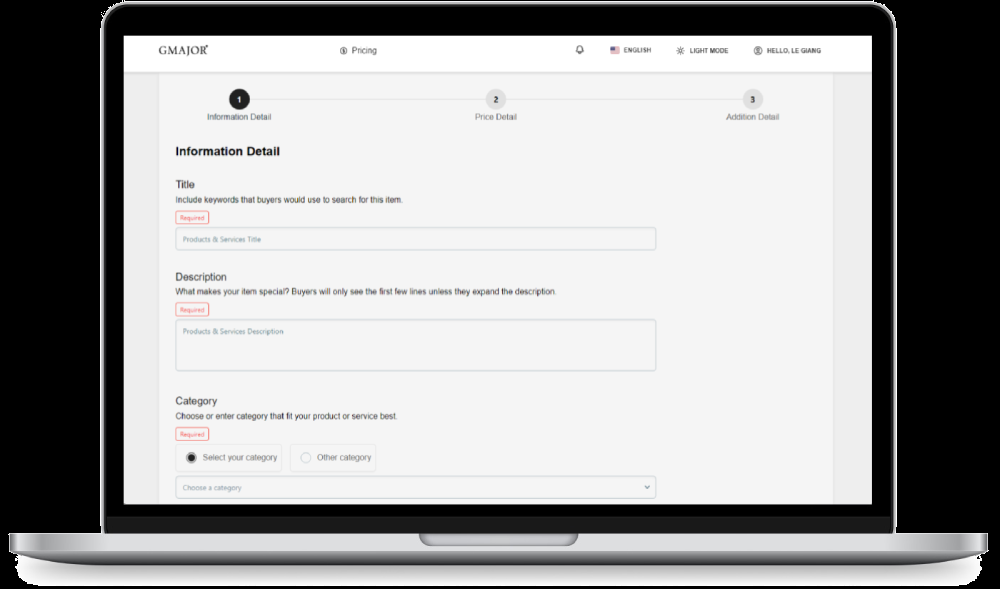 GMAJOR
Pricing
ENGLISH
LIGHT MODE
HELLO, LE GIANG
1
2
3
Information Detail
Price Detail
Addition Detail
Information Detail
Title
Include keywords that buyers would use to search for this item.
Required
Products & Services Title
Description
What makes your item special? Buyers will only see the first few lines unless they expand the description.
Required
Products & Services Description
Category
Choose or enter category that fit your product or service best.
Required
Select your category
Other category
Choose a category